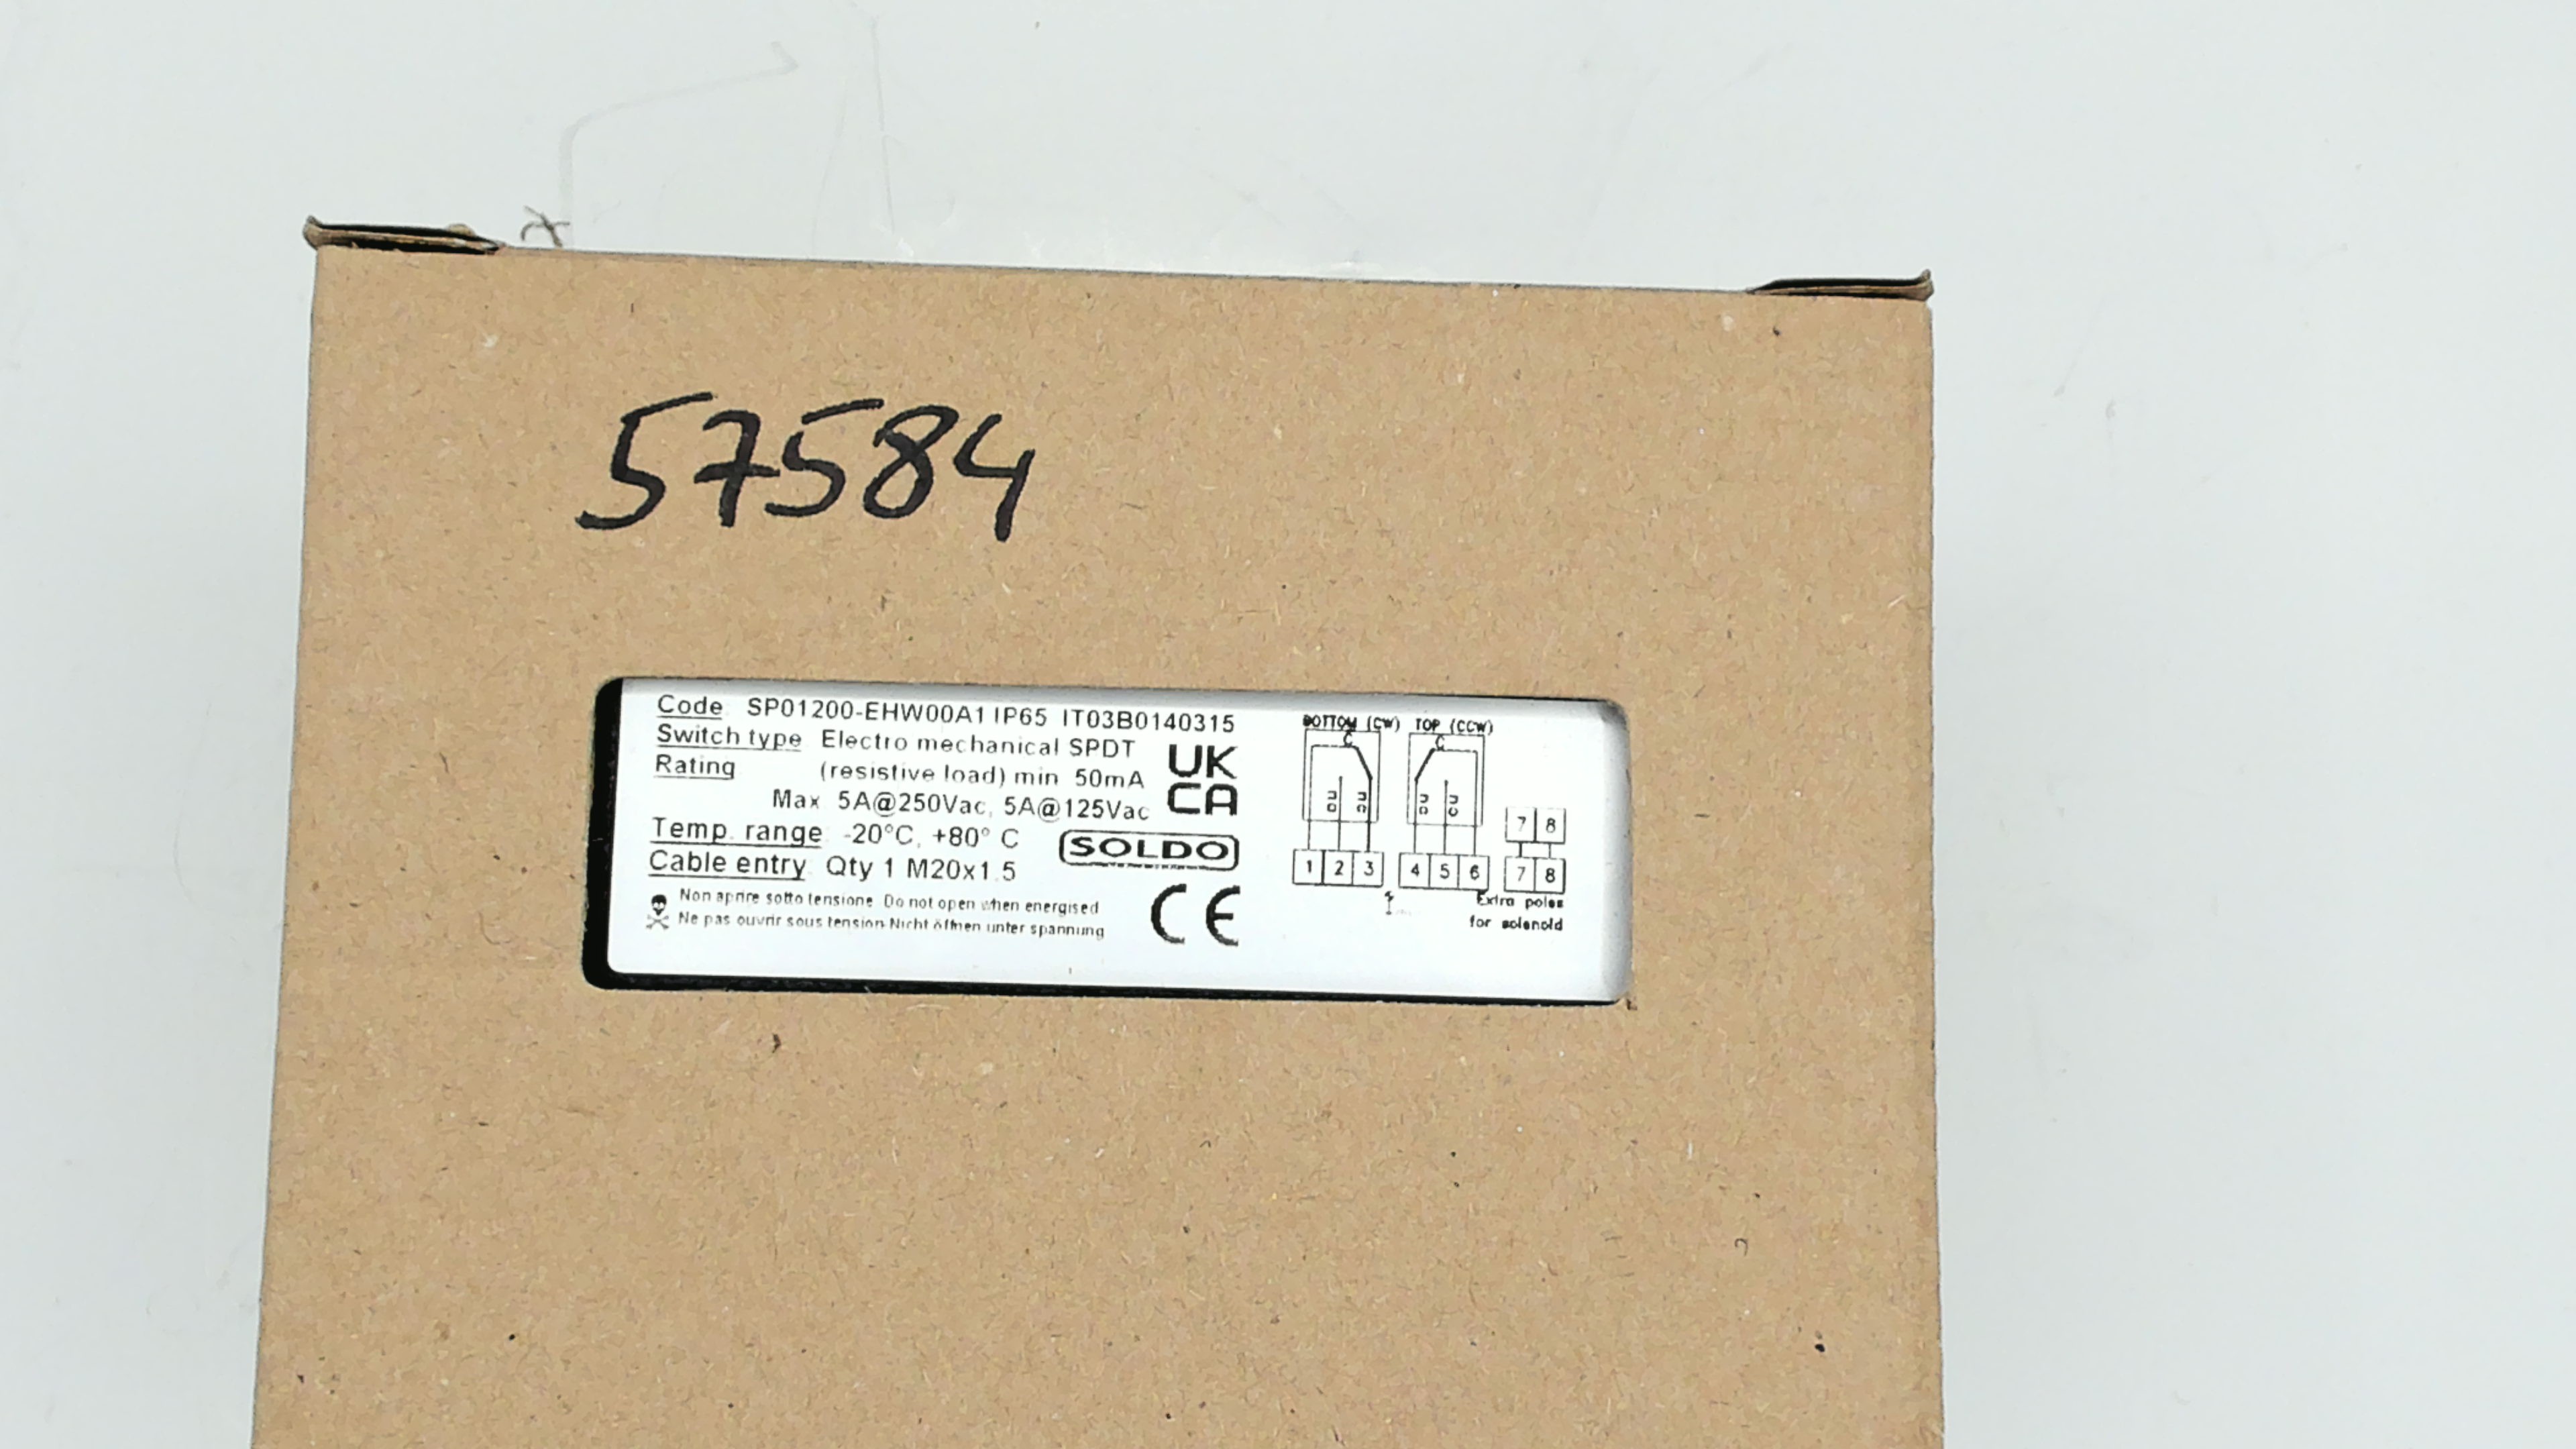 57584
Code SP01200-EHW00A1 IP65 IT03B0140315
Switch type Electro mechanical SPDT
Rating (resistive load) min 50mA
Max 5A@250Vac, 5A@125Vac
Temp. range: -20°C, +80° C
Cable entry: Qty 1 M20x1.5
Non aprire sotto tensione Do not open when energised
Ne pas ouvrir sous tension Nicht öffnen unter spannung
UK
CA
SOLDO
CE
BOTTOM (CW) TOP (CCW)
C C
7 8
1 2 3 4 5 6 7 8
Extra poles
for solenoid